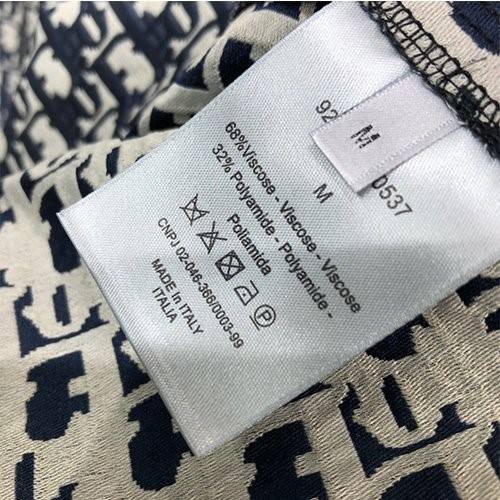 92
0537
M
68%Viscose - Viscose - Viscose
32% Polyamide - Polyamide -
Poliamida
CNPJ 02-046-366/0003-99
MADE In ITALY
ITALIA
P